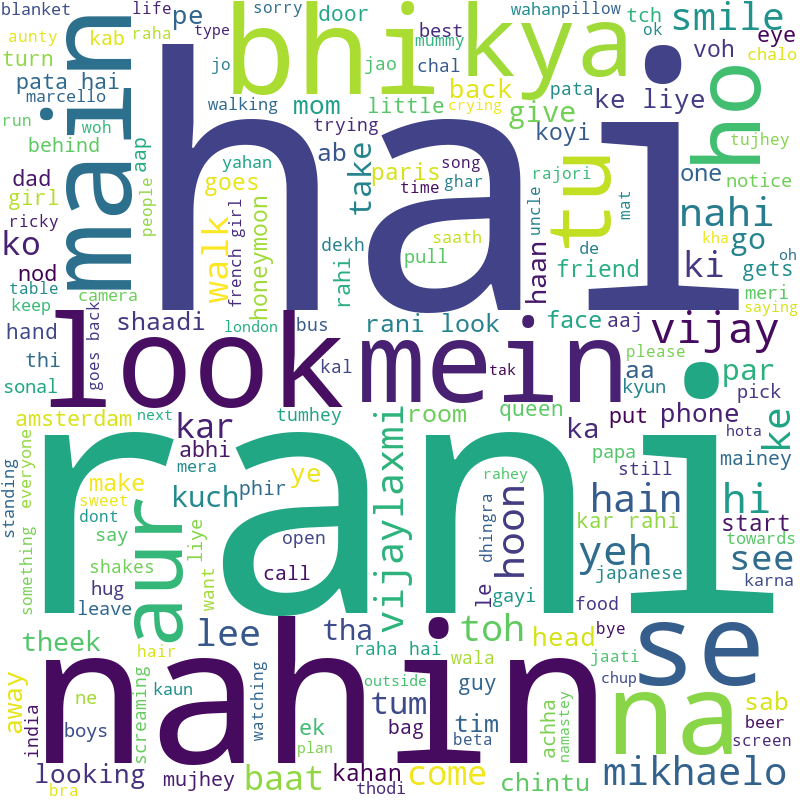 blanket life sorry door wahan pillow
aunty kab raha pe type best mummy tch ok smile eye
turn main jo bhi kya jao chal back crying voh chalo
pata hai hai walking mom little give ke liye pata ho
marcello run woh trying koyi
behind aap yahan ab take paris song tu rajori one tujhey
dad goes time ghar uncle mat notice
girl people walk french girl honeymoon nahi
ko ricky dekh saath haan de go oh
nod rahi pull friend ki kha gets
table camera meri
keep saying
hand goes back shaadi london bus rani look face aaj vijay
thi look mein please
sonal kal tak aa kyun par pick
amsterdam next tumhey room queen put phone ke
kar hota
everyone abhi rani vijaylaxmi ka papa mainey
standing make mera ye rahey still
sweet kuch phir hoon hain hi
something dont aur kar rahi start
say liye open dhingra yeh towards
shakes want call see
hug le gayi japanese karna
leave food
theek hair lee tha toh head bye se
raha hai wala jaati
away ne screaming kaun nahin outside guy chup na
india boys watching ek tum tim achha namastey sab
plan bag beta beer
screen
looking mujhey baat kahan come chintu mikhaelo
bra thodi